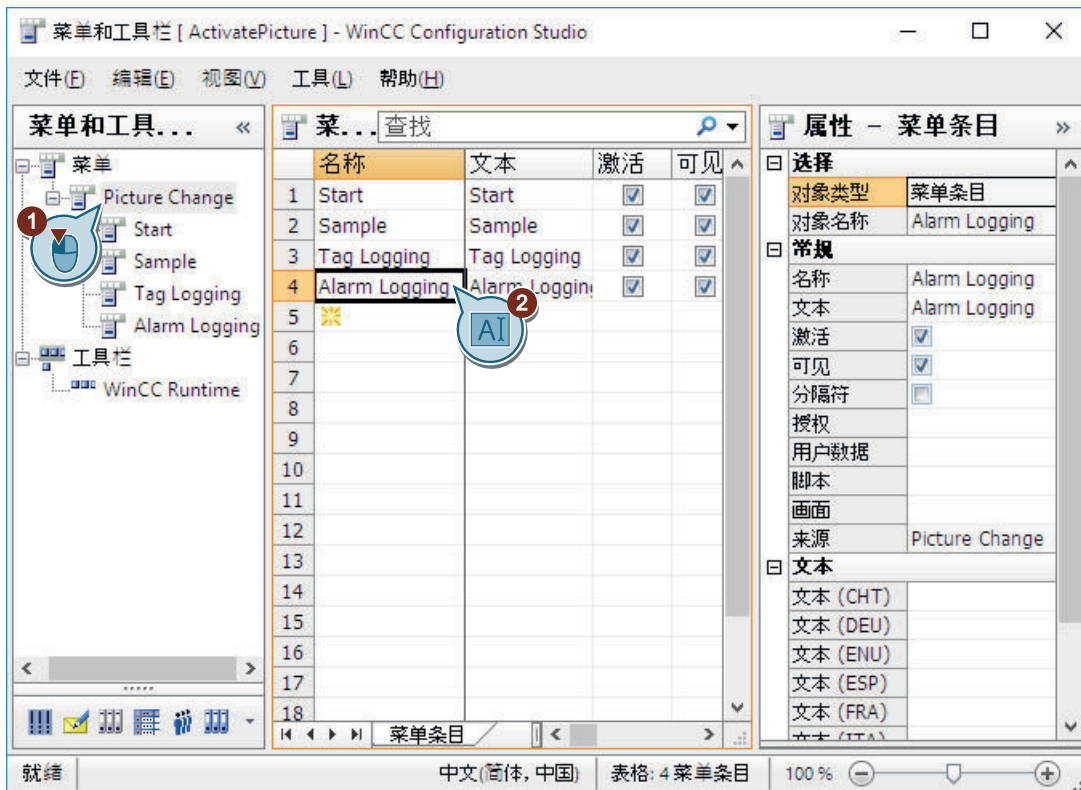 菜单和工具栏 [ ActivatePicture ] - WinCC Configuration Studio
文件(F) 编辑(E) 视图(V) 工具(L) 帮助(H)
菜单和工具... «
菜单
Picture Change
1
Start
Sample
Tag Logging
Alarm Logging
工具栏
WinCC Runtime
菜... 查找
名称 文本 激活 可见
1 Start Start
2 Sample Sample
3 Tag Logging Tag Logging
4 Alarm Logging Alarm Logging
2
AI
5
6
7
8
9
10
11
12
13
14
15
16
17
18
菜单条目
属性 – 菜单条目 »
选择
对象类型 菜单条目
对象名称 Alarm Logging
常规
名称 Alarm Logging
文本 Alarm Logging
激活
可见
分隔符
授权
用户数据
脚本
画面
来源 Picture Change
文本
文本 (CHT)
文本 (DEU)
文本 (ENU)
文本 (ESP)
文本 (FRA)
文本 (ITA)
就绪 中文(简体, 中国) 表格: 4 菜单条目 100 %